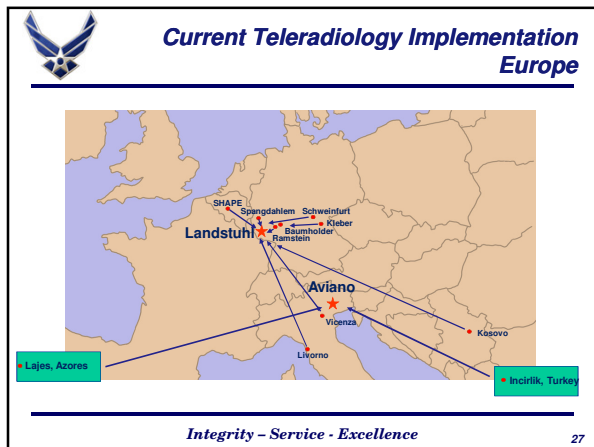 Current Teleradiology Implementation
Europe
SHAPE
Spangdahlem
Schweinfurt
Kleber
Baumholder
Landstuhl
Ramstein
Aviano
Vicenza
Kosovo
Livorno
Lajes, Azores
Incirlik, Turkey
Integrity – Service - Excellence
27